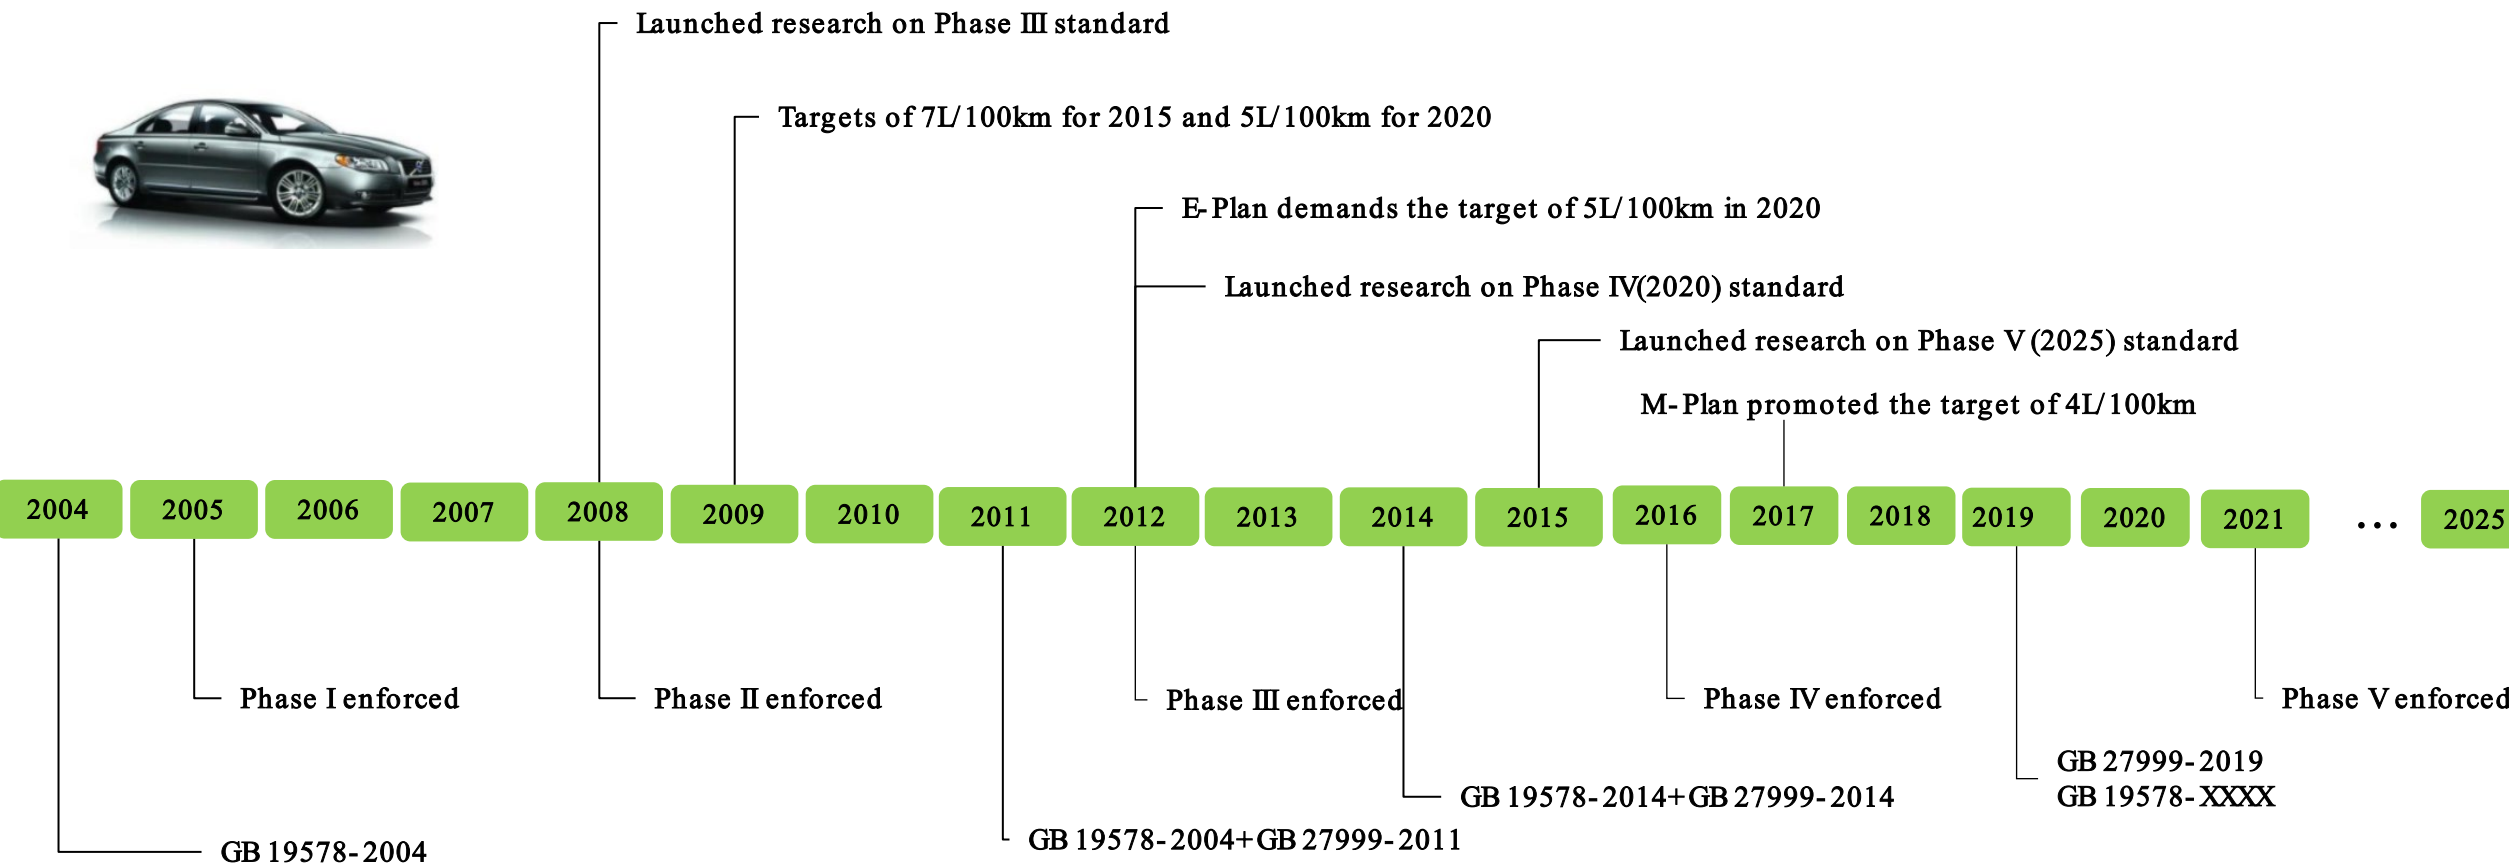 Launched research on Phase III standard
Targets of 7L/100km for 2015 and 5L/100km for 2020
E-Plan demands the target of 5L/100km in 2020
Launched research on Phase IV(2020) standard
Launched research on Phase V (2025) standard
M-Plan promoted the target of 4L/100km
2004 2005 2006 2007 2008 2009 2010 2011 2012 2013 2014 2015 2016 2017 2018 2019 2020 2021 ... 2025
Phase I enforced Phase II enforced Phase III enforced Phase IV enforced Phase V enforced
GB 27999-2019
GB 19578-XXXX
GB 19578-2014+GB 27999-2014
GB 19578-2004+GB 27999-2011
GB 19578-2004